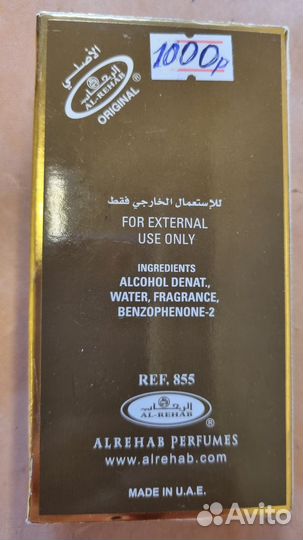 1000р
الأصلي
الرحاب
AL-REHAB
®
ORIGINAL
للإستعمال الخارجي فقط
FOR EXTERNAL
USE ONLY
INGREDIENTS
ALCOHOL DENAT.,
WATER, FRAGRANCE,
BENZOPHENONE-2
REF. 855
الرحاب
AL-REHAB
®
ALREHAB PERFUMES
www.alrehab.com
MADE IN U.A.E.
Avito